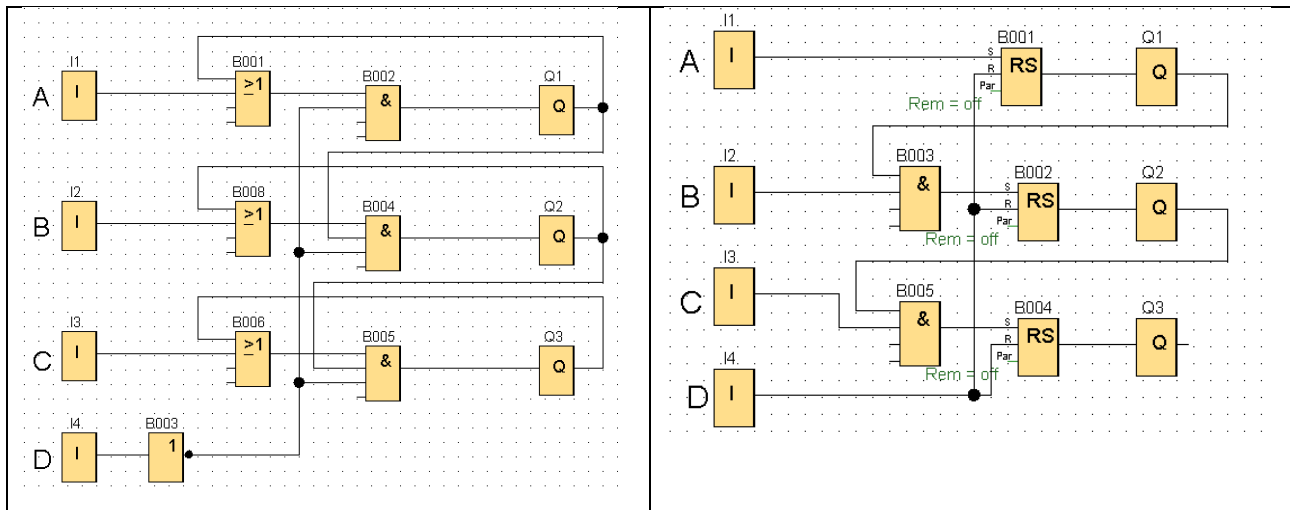 I1.
A
I
B001
≥1
B002
&
Q1
Q
I2.
B
I
B008
≥1
B004
&
Q2
Q
I3.
C
I
B006
≥1
B005
&
Q3
Q
I4.
D
I
B003
1
I1.
A
I
B001
S
R
Par
RS
Rem = off
Q1
Q
I2.
B
I
B003
&
B002
S
R
Par
RS
Rem = off
Q2
Q
I3.
C
I
B005
&
B004
S
R
Par
RS
Rem = off
Q3
Q
I4.
D
I